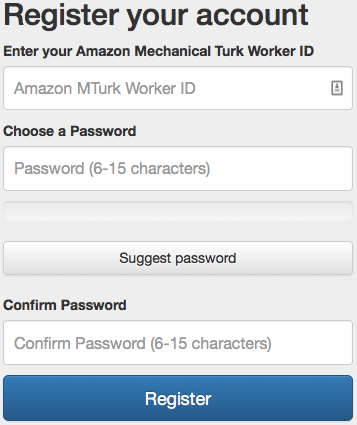 Register your account
Enter your Amazon Mechanical Turk Worker ID
Amazon MTurk Worker ID
Choose a Password
Password (6-15 characters)
Suggest password
Confirm Password
Confirm Password (6-15 characters)
Register